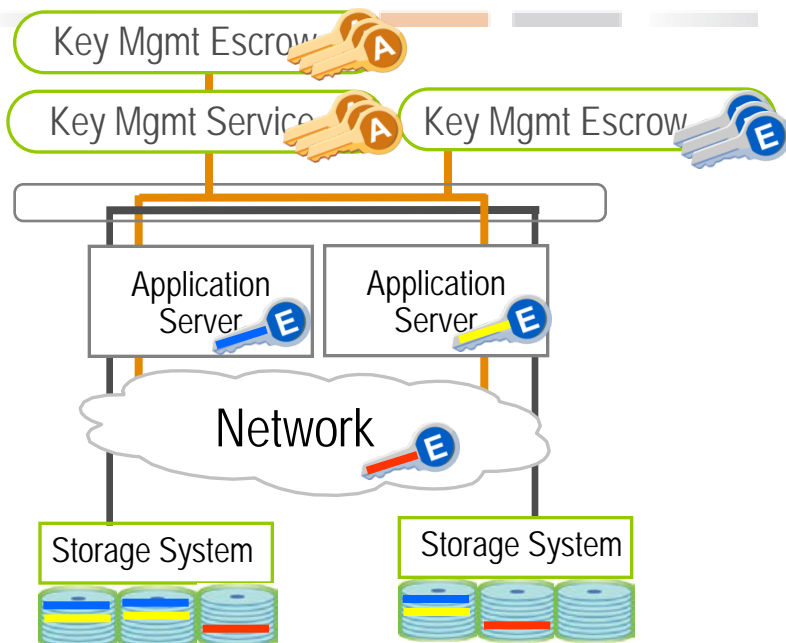 Key Mgmt Escrow
A
Key Mgmt Service
A
Key Mgmt Escrow
E
Application
Server
E
Application
Server
E
Network
E
Storage System
Storage System